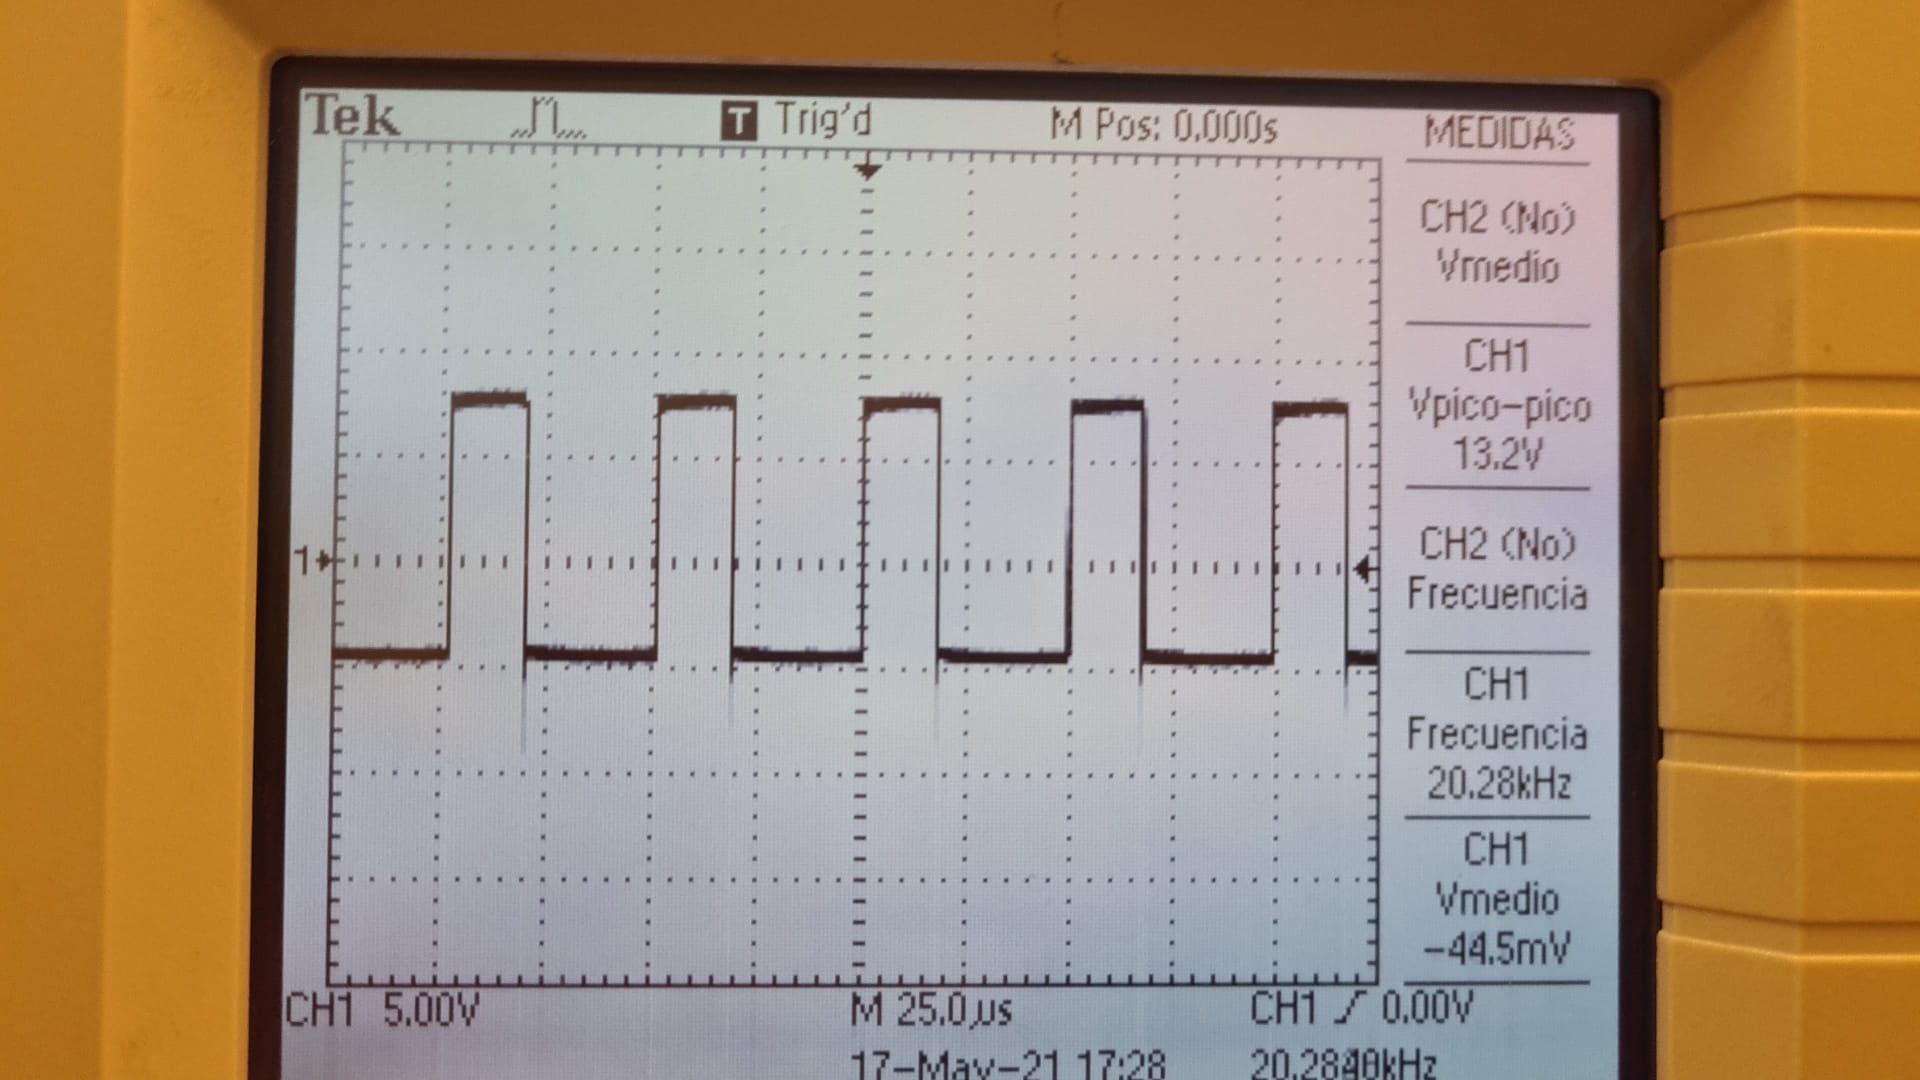 Tek T Trig'd M Pos: 0.000s MEDIDAS
CH2 (No)
Vmedio
CH1
Vpico-pico
13.2V
1
CH2 (No)
Frecuencia
CH1
Frecuencia
20.28kHz
CH1
Vmedio
-44.5mV
CH1 5.00V M 25.0µs CH1 0.00V
17-May-21 17:28